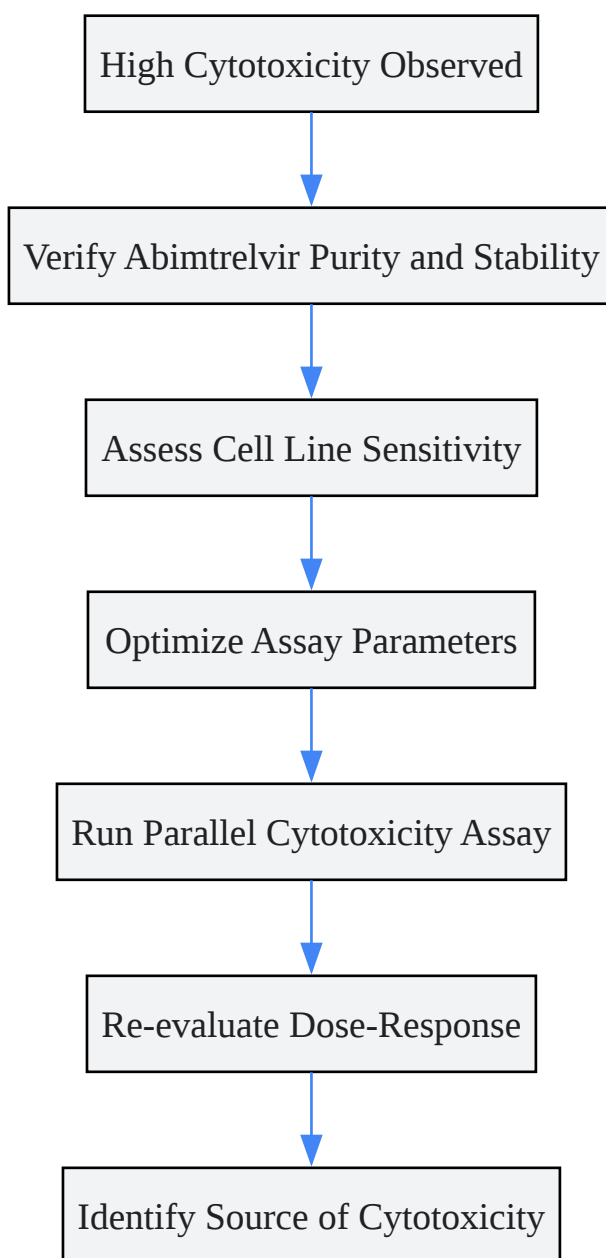 High Cytotoxicity Observed
Verify Abimtrelvir Purity and Stability
Assess Cell Line Sensitivity
Optimize Assay Parameters
Run Parallel Cytotoxicity Assay
Re-evaluate Dose-Response
Identify Source of Cytotoxicity